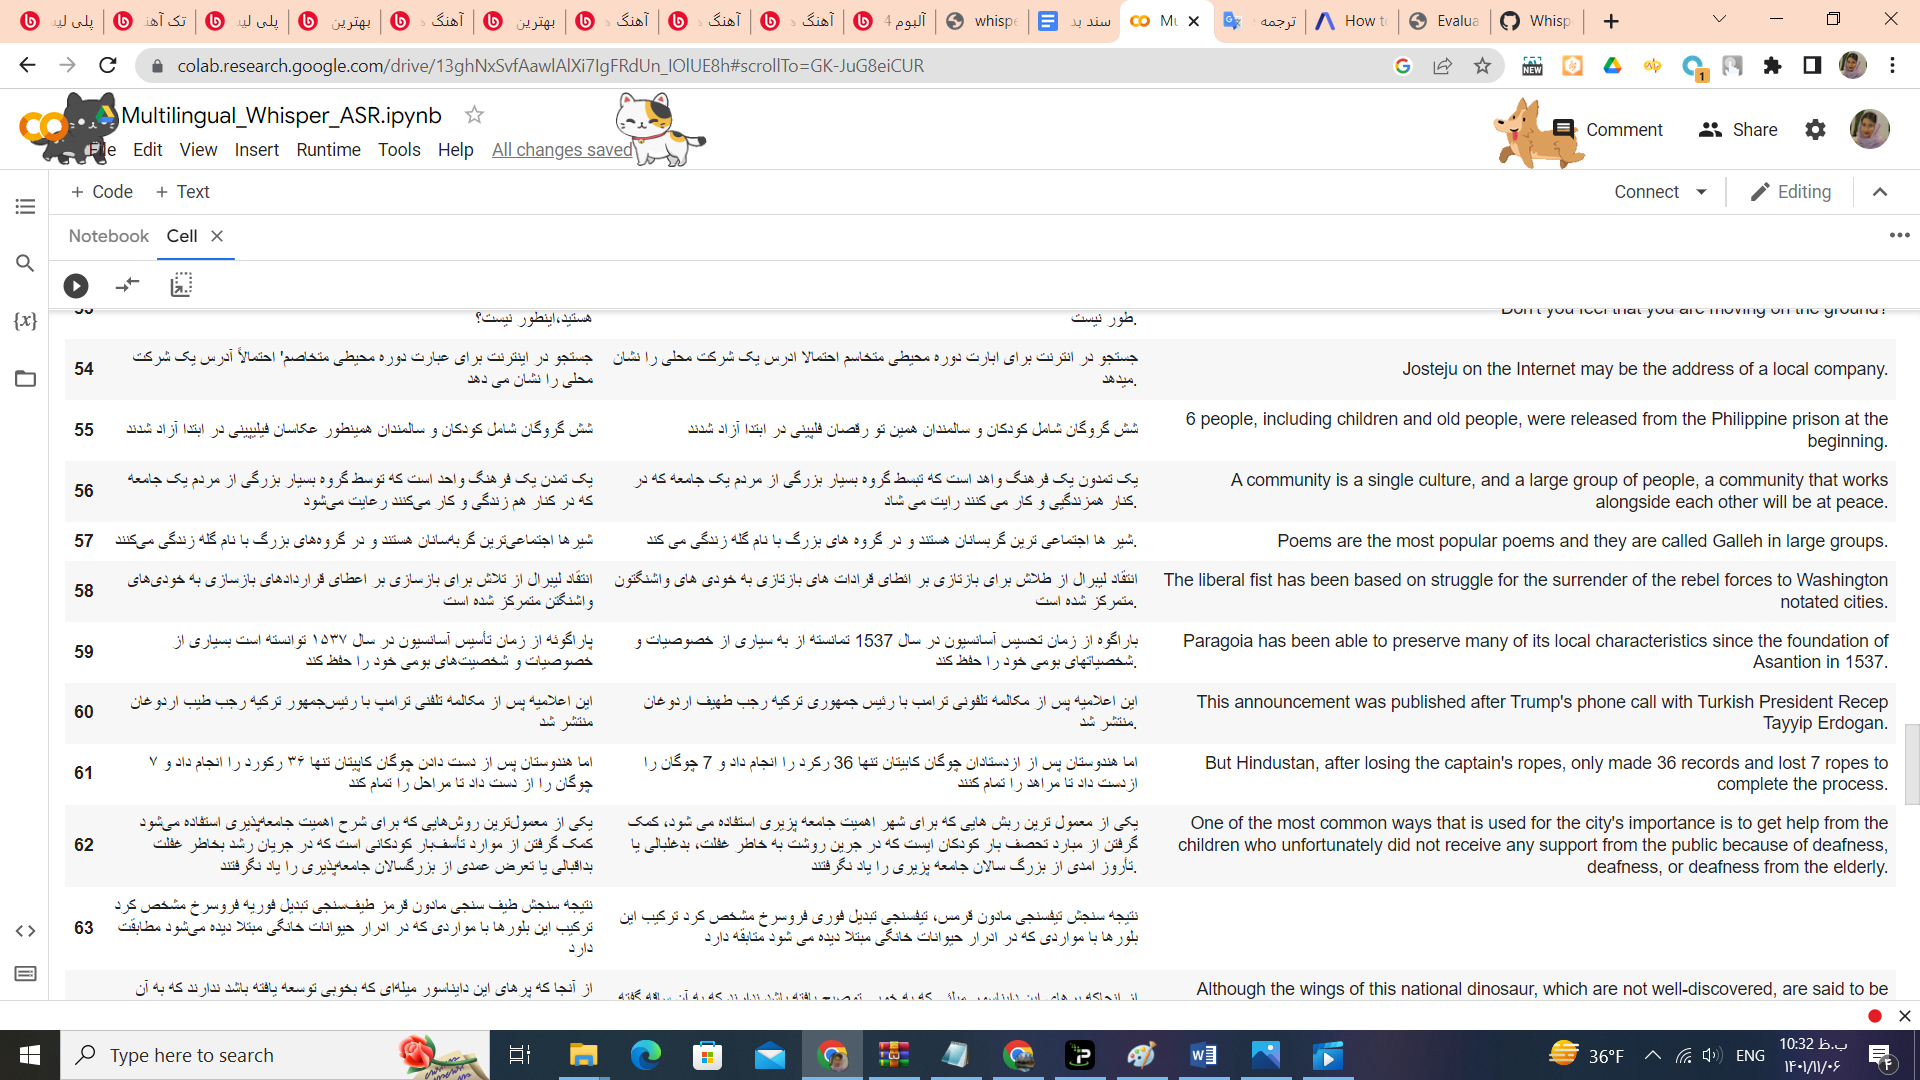 پلی لیـ
تک آهنـ
پلی لیـ
بهترین
آهنگ د
بهترین
آهنگ د
آهنگ د
آهنگ د
آلبوم 4
whispe
سند بد
Mu
ترجمه
How to
Evalua
Whisp
colab.research.google.com/drive/13ghNxSvfAawlAlXi7IgFRdUn_IOlUE8h#scrollTo=GK-JuG8eiCUR
NEW
1
Multilingual_Whisper_ASR.ipynb
Comment
Share
File Edit View Insert Runtime Tools Help All changes saved
+ Code + Text
Connect
Editing
Notebook Cell
هستید،اینطور نیست؟
طور نیست.
Don't you feel that you are moving on the ground?
54
جستجو در اینترنت برای عبارت دوره محیطی متخاصم' احتمالاً آدرس یک شرکت
محلی را نشان می دهد
جستجو در انترنت برای ابارت دوره محیطی متخاسم احتمالا ادرس یک شرکت محلی را نشان
میدهد.
Josteju on the Internet may be the address of a local company.
55
شش گروگان شامل کودکان و سالمندان همینطور عکاسان فیلیپینی در ابتدا آزاد شدند
شش گروگان شامل کودکان و سالمندان همین تو رقصان فلپینی در ابتدا آزاد شدند
6 people, including children and old people, were released from the Philippine prison at the
beginning.
56
یک تمدن یک فرهنگ واحد است که توسط گروه بسیار بزرگی از مردم یک جامعه
که در کنار هم زندگی و کار می‌کنند رعایت می‌شود
یک تمدون یک فرهنگ واهد است که تبسط گروه بسیار بزرگی از مردم یک جامعه که در
کنار همزندگیی و کار می کنند رایت می شاد.
A community is a single culture, and a large group of people, a community that works
alongside each other will be at peace.
57
شیرها اجتماعی‌ترین گربه‌سانان هستند و در گروه‌های بزرگ با نام گله زندگی می‌کنند
شیر ها اجتماعی ترین گربسانان هستند و در گروه های بزرگ با نام گله زندگی می کند.
Poems are the most popular poems and they are called Galleh in large groups.
58
انتقاد لیبرال از تلاش برای بازسازی بر اعطای قراردادهای بازسازی به خودی‌های
واشنگتن متمرکز شده است
انتقاد لیبرال از طلاش برای بازتازی بر ائطای قرادات های بازتازی به خودی های واشنگتون
متمرکز شده است.
The liberal fist has been based on struggle for the surrender of the rebel forces to Washington
notated cities.
59
پاراگوئه از زمان تأسیس آسانسیون در سال ۱۵۳۷ توانسته است بسیاری از
خصوصیات و شخصیت‌های بومی خود را حفظ کند
باراگوه از زمان تحسیس آسانسیون در سال 1537 تمانسته از به سیاری از خصوصیات و
شخصیاتهای بومی خود را حفظ کند.
Paragoia has been able to preserve many of its local characteristics since the foundation of
Asantion in 1537.
60
این اعلامیه پس از مکالمه تلفنی ترامپ با رئیس‌جمهور ترکیه رجب طیب اردوغان
منتشر شد
این اعلامیه پس از مکالمه تلفونی ترامب با رئیس جمهوری ترکیه رجب طهیف اردوغان
منتشر شد.
This announcement was published after Trump's phone call with Turkish President Recep
Tayyip Erdogan.
61
اما هندوستان پس از دست دادن چوگان کاپیتان تنها ۳۶ رکورد را انجام داد و ۷
چوگان را از دست داد تا مراحل را تمام کند
اما هندوستان پس از ازدستادان چوگان کابیتان تنها 36 رکرد را انجام داد و 7 چوگان را
ازدست داد تا مراهد را تمام کنند
But Hindustan, after losing the captain's ropes, only made 36 records and lost 7 ropes to
complete the process.
62
یکی از معمول‌ترین روش‌هایی که برای شرح اهمیت جامعه‌پذیری استفاده می‌شود
کمک گرفتن از موارد تأسف‌بار کودکانی است که در جریان رشد بخاطر غفلت
بداقبالی یا تعرض عمدی از بزرگسالان جامعه‌پذیری را یاد نگرفتند
یکی از معمول ترین ربش هایی که برای شهر اهمیت جامعه پزیری استفاده می شود، کمک
گرفتن از مبارد تحصف بار کودکان ایست که در جرین روشت به خاطر غفلت، بدغلبالی یا
تأروز امدی از بزرگ سالان جامعه پزیری را یاد نگرفتند.
One of the most common ways that is used for the city's importance is to get help from the
children who unfortunately did not receive any support from the public because of deafness,
deafness, or deafness from the elderly.
63
نتیجه سنجش طیف سنجی مادون قرمز طیف‌سنجی تبدیل فوریه فروسرخ مشخص کرد
ترکیب این بلورها با مواردی که در ادرار حیوانات خانگی مبتلا دیده می‌شود مطابقت
دارد
نتیجه سنجش تیفسنجی مادون قرمس، تیفسنجی تبدیل فوری فروسرخ مشخص کرد ترکیب این
بلورها با مواردی که در ادرار حیوانات خانگی مبتلا دیده می شود متابقه دارد
از آنجا که پرهای این دایناسور میله‌ای که بخوبی توسعه یافته باشد ندارند که به آن
Although the wings of this national dinosaur, which are not well-discovered, are said to be
Type here to search
36°F
ENG
10:32 ب.ظ
۱۴۰۱/۱۱/۰۶
۴